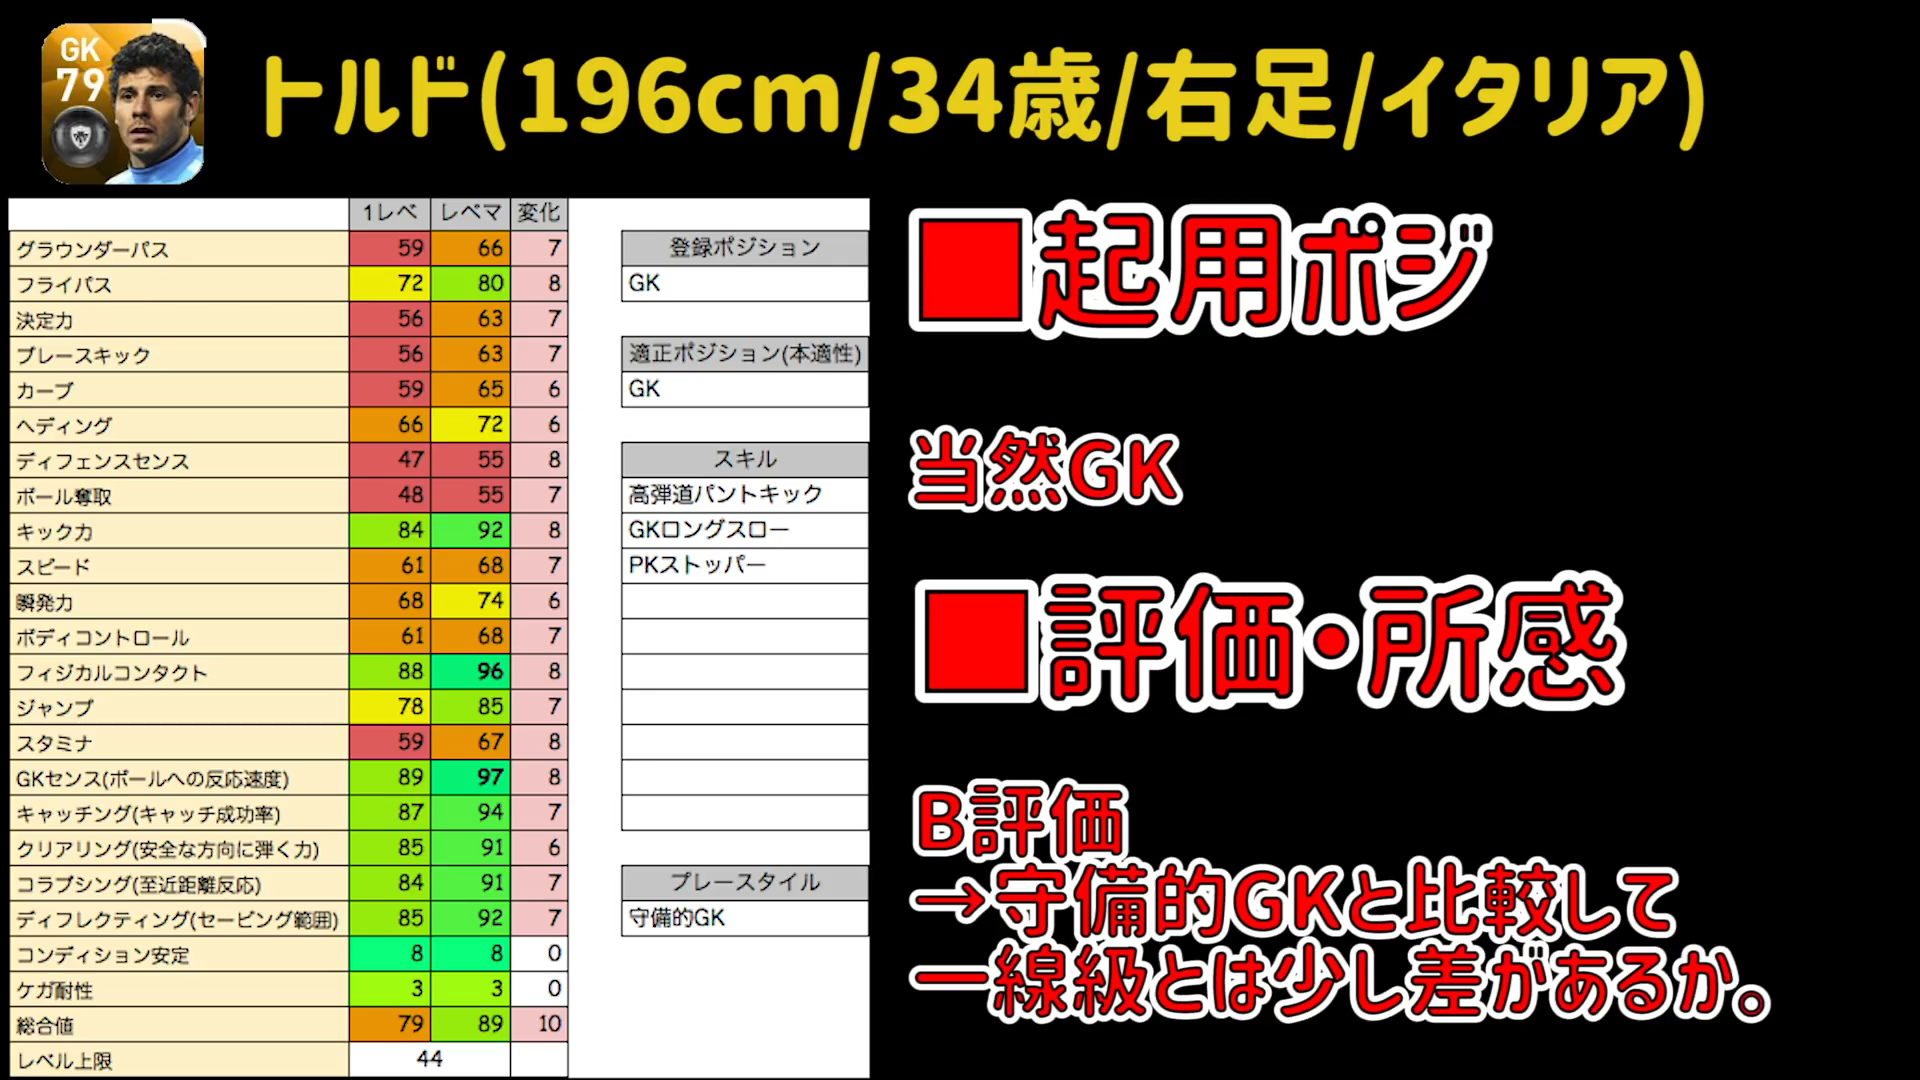 GK
79
トルド(196cm/34歳/右足/イタリア)
1レベ レベマ 変化
グラウンダーパス 59 66 7
フライパス 72 80 8
決定力 56 63 7
プレースキック 56 63 7
カーブ 59 65 6
ヘディング 66 72 6
ディフェンスセンス 47 55 8
ボール奪取 48 55 7
キック力 84 92 8
スピード 61 68 7
瞬発力 68 74 6
ボディコントロール 61 68 7
フィジカルコンタクト 88 96 8
ジャンプ 78 85 7
スタミナ 59 67 8
GKセンス(ボールへの反応速度) 89 97 8
キャッチング(キャッチ成功率) 87 94 7
クリアリング(安全な方向に弾く力) 85 91 6
コラプシング(至近距離反応) 84 91 7
ディフレクティング(セービング範囲) 85 92 7
コンディション安定 8 8 0
ケガ耐性 3 3 0
総合値 79 89 10
レベル上限 44
登録ポジション
GK
適正ポジション(本適性)
GK
スキル
高弾道パントキック
GKロングスロー
PKストッパー
プレースタイル
守備的GK
■起用ポジ
当然GK
■評価・所感
B評価
→守備的GKと比較して
一線級とは少し差があるか。